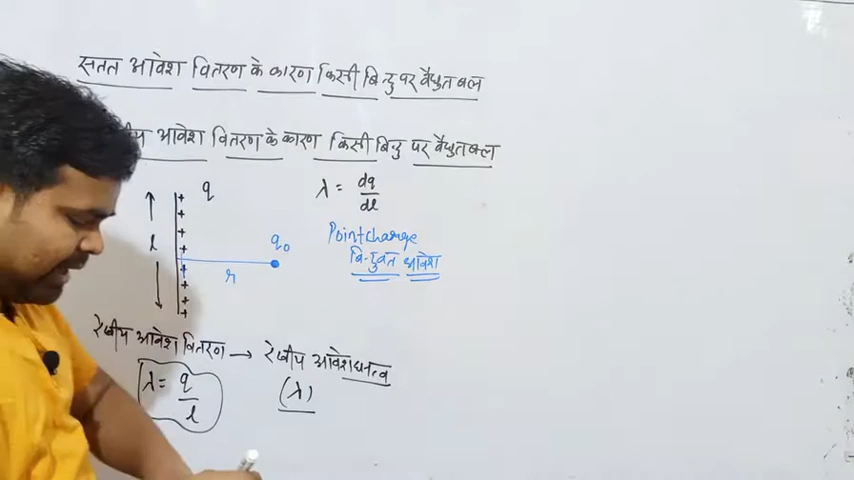 सतत आवेश वितरण के कारण किसी बिन्दु पर वैद्युत बल
आवेश वितरण के कारण किसी बिन्दु पर वैद्युत बल
q
λ = dq/dl
l
q₀
r
Point charge
बिन्दुवत आवेश
रेखीय आवेश वितरण → रेखीय आवेश घनत्व
λ = q/l
(λ)